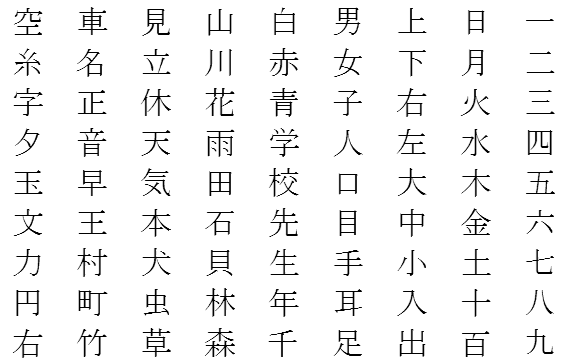 一二三四五六七八九
日月火水木金土十百
上下右左大中小入出
男女子人口目手耳足
白赤青学校先生年千
山川花雨田石貝林森
見立休天気本犬虫草
車名正音早王村町竹
空糸字夕玉文力円右